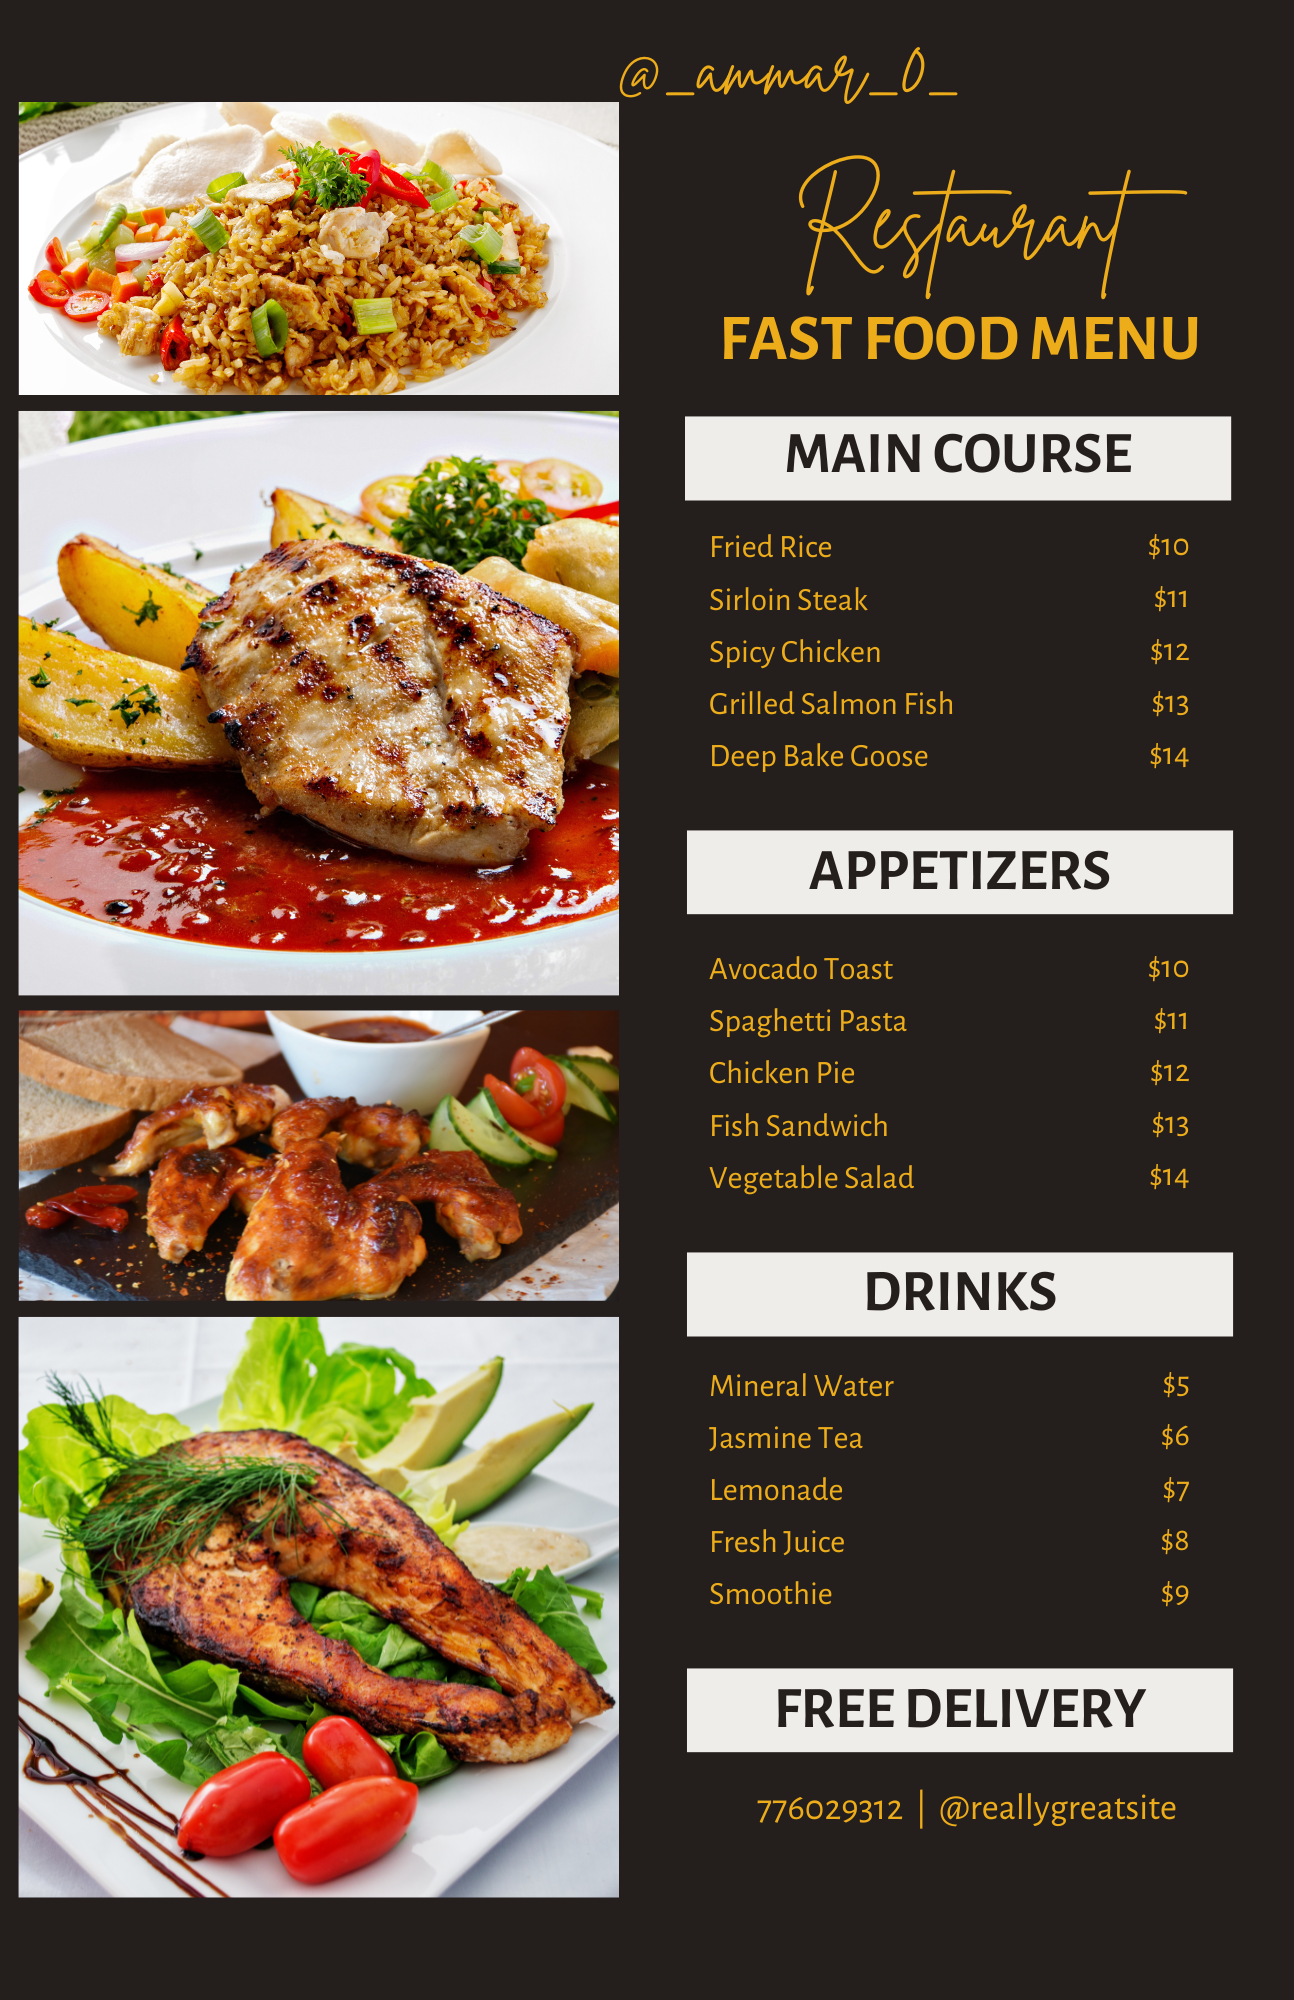 @_ammar_0_
Restaurant
FAST FOOD MENU
MAIN COURSE
Fried Rice $10
Sirloin Steak $11
Spicy Chicken $12
Grilled Salmon Fish $13
Deep Bake Goose $14
APPETIZERS
Avocado Toast $10
Spaghetti Pasta $11
Chicken Pie $12
Fish Sandwich $13
Vegetable Salad $14
DRINKS
Mineral Water $5
Jasmine Tea $6
Lemonade $7
Fresh Juice $8
Smoothie $9
FREE DELIVERY
776029312 | @reallygreatsite